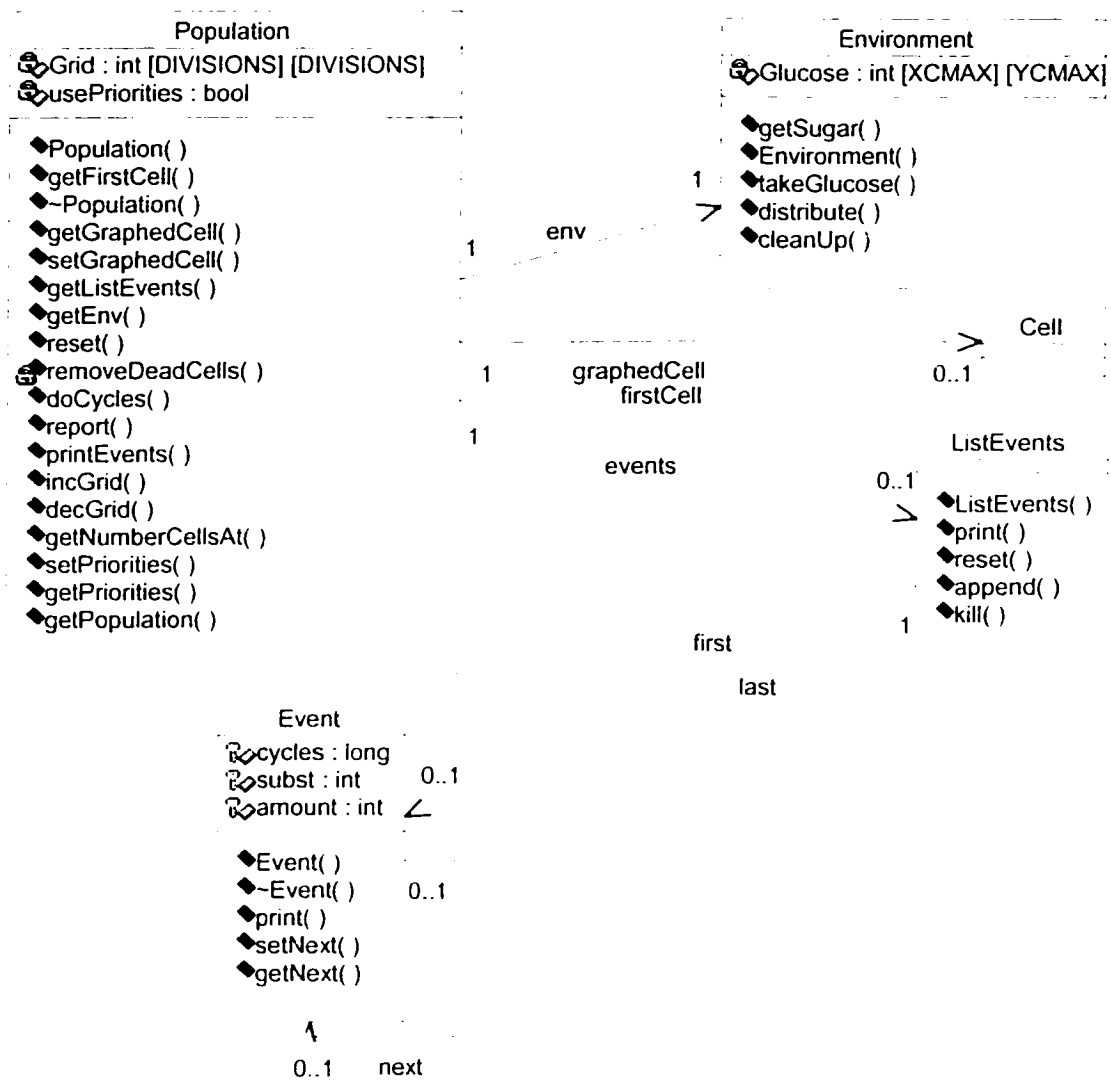 Population
Grid : int [DIVISIONS] [DIVISIONS]
usePriorities : bool
Population( )
getFirstCell( )
~Population( )
getGraphedCell( )
setGraphedCell( )
getListEvents( )
getEnv( )
reset( )
removeDeadCells( )
doCycles( )
report( )
printEvents( )
incGrid( )
decGrid( )
getNumberCellsAt( )
setPriorities( )
getPriorities( )
getPopulation( )
Environment
Glucose : int [XCMAX] [YCMAX]
getSugar( )
Environment( )
takeGlucose( )
distribute( )
cleanUp( )
1
env
1
Cell
1
graphedCell
firstCell
0..1
1
events
0..1
ListEvents
ListEvents( )
print( )
reset( )
append( )
kill( )
1
first
last
Event
cycles : long
subst : int
amount : int
0..1
Event( )
~Event( )
print( )
setNext( )
getNext( )
0..1
0..1
next